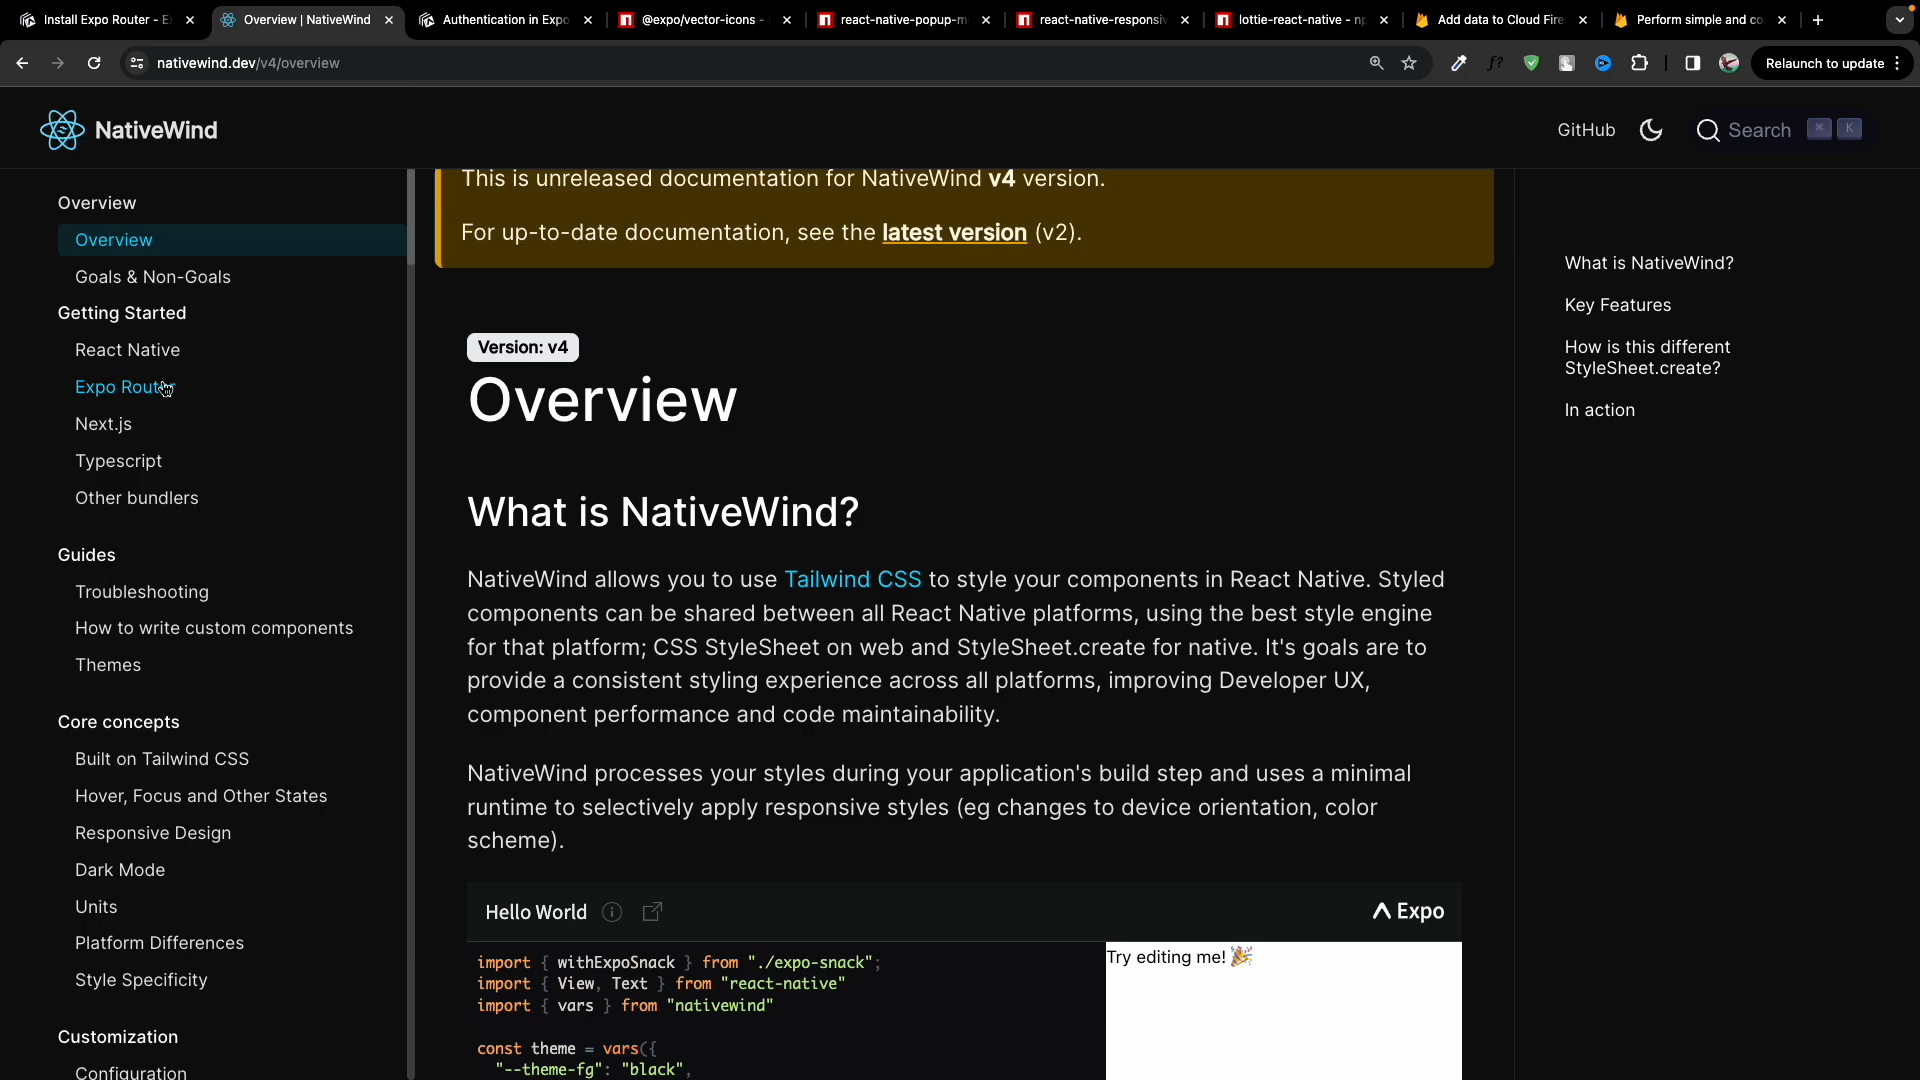 Install Expo Router - E
Overview | NativeWind
Authentication in Expo
@expo/vector-icons -
react-native-popup-m
react-native-responsiv
lottie-react-native - np
Add data to Cloud Fire
Perform simple and co
nativewind.dev/v4/overview
Relaunch to update
NativeWind
GitHub
Search
⌘ K
Overview
Overview
Goals & Non-Goals
Getting Started
React Native
Expo Router
Next.js
Typescript
Other bundlers
Guides
Troubleshooting
How to write custom components
Themes
Core concepts
Built on Tailwind CSS
Hover, Focus and Other States
Responsive Design
Dark Mode
Units
Platform Differences
Style Specificity
Customization
Configuration
This is unreleased documentation for NativeWind v4 version.
For up-to-date documentation, see the latest version (v2).
Version: v4
Overview
What is NativeWind?
NativeWind allows you to use Tailwind CSS to style your components in React Native. Styled
components can be shared between all React Native platforms, using the best style engine
for that platform; CSS StyleSheet on web and StyleSheet.create for native. It's goals are to
provide a consistent styling experience across all platforms, improving Developer UX,
component performance and code maintainability.
NativeWind processes your styles during your application's build step and uses a minimal
runtime to selectively apply responsive styles (eg changes to device orientation, color
scheme).
Hello World
Expo
import { withExpoSnack } from "./expo-snack";
import { View, Text } from "react-native"
import { vars } from "nativewind"
const theme = vars({
"--theme-fg": "black",
Try editing me! 🎉
What is NativeWind?
Key Features
How is this different
StyleSheet.create?
In action